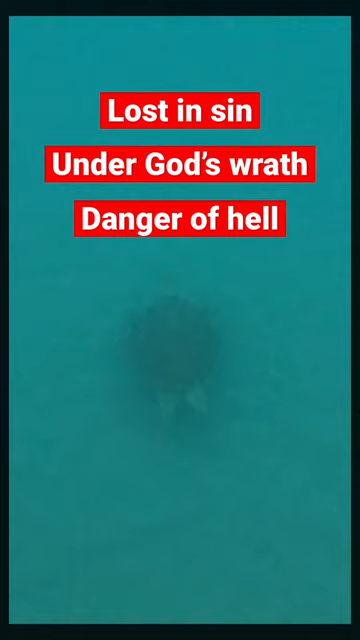 Lost in sin
Under God’s wrath
Danger of hell